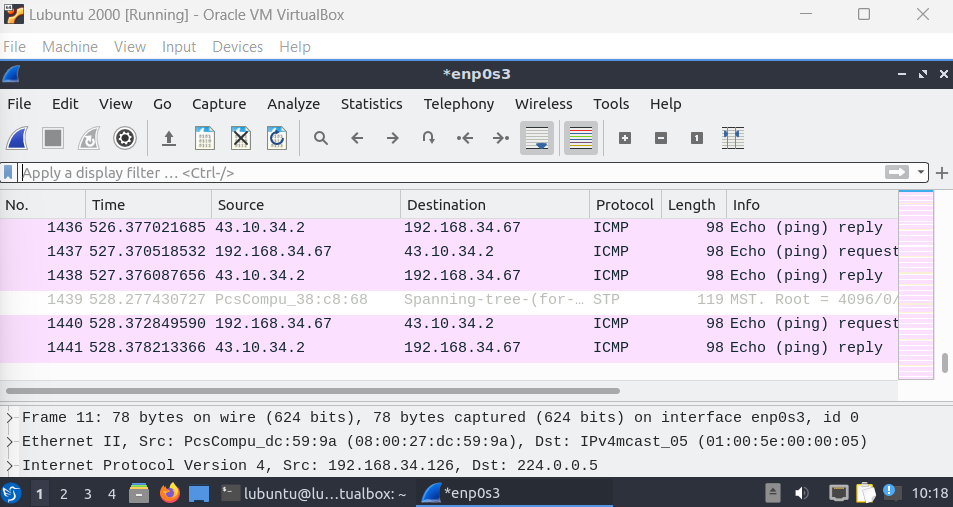 Lubuntu 2000 [Running] - Oracle VM VirtualBox
File Machine View Input Devices Help
*enp0s3
File Edit View Go Capture Analyze Statistics Telephony Wireless Tools Help
Apply a display filter … <Ctrl-/>
No. Time Source Destination Protocol Length Info
1436 526.377021685 43.10.34.2 192.168.34.67 ICMP 98 Echo (ping) reply
1437 527.370518532 192.168.34.67 43.10.34.2 ICMP 98 Echo (ping) request
1438 527.376087656 43.10.34.2 192.168.34.67 ICMP 98 Echo (ping) reply
1439 528.277430727 PcsCompu_38:c8:68 Spanning-tree-(for-… STP 119 MST. Root = 4096/0/
1440 528.372849590 192.168.34.67 43.10.34.2 ICMP 98 Echo (ping) request
1441 528.378213366 43.10.34.2 192.168.34.67 ICMP 98 Echo (ping) reply
Frame 11: 78 bytes on wire (624 bits), 78 bytes captured (624 bits) on interface enp0s3, id 0
Ethernet II, Src: PcsCompu_dc:59:9a (08:00:27:dc:59:9a), Dst: IPv4mcast_05 (01:00:5e:00:00:05)
Internet Protocol Version 4, Src: 192.168.34.126, Dst: 224.0.0.5
1 2 3 4 lubuntu@lu…tualbox: ~ *enp0s3 10:18